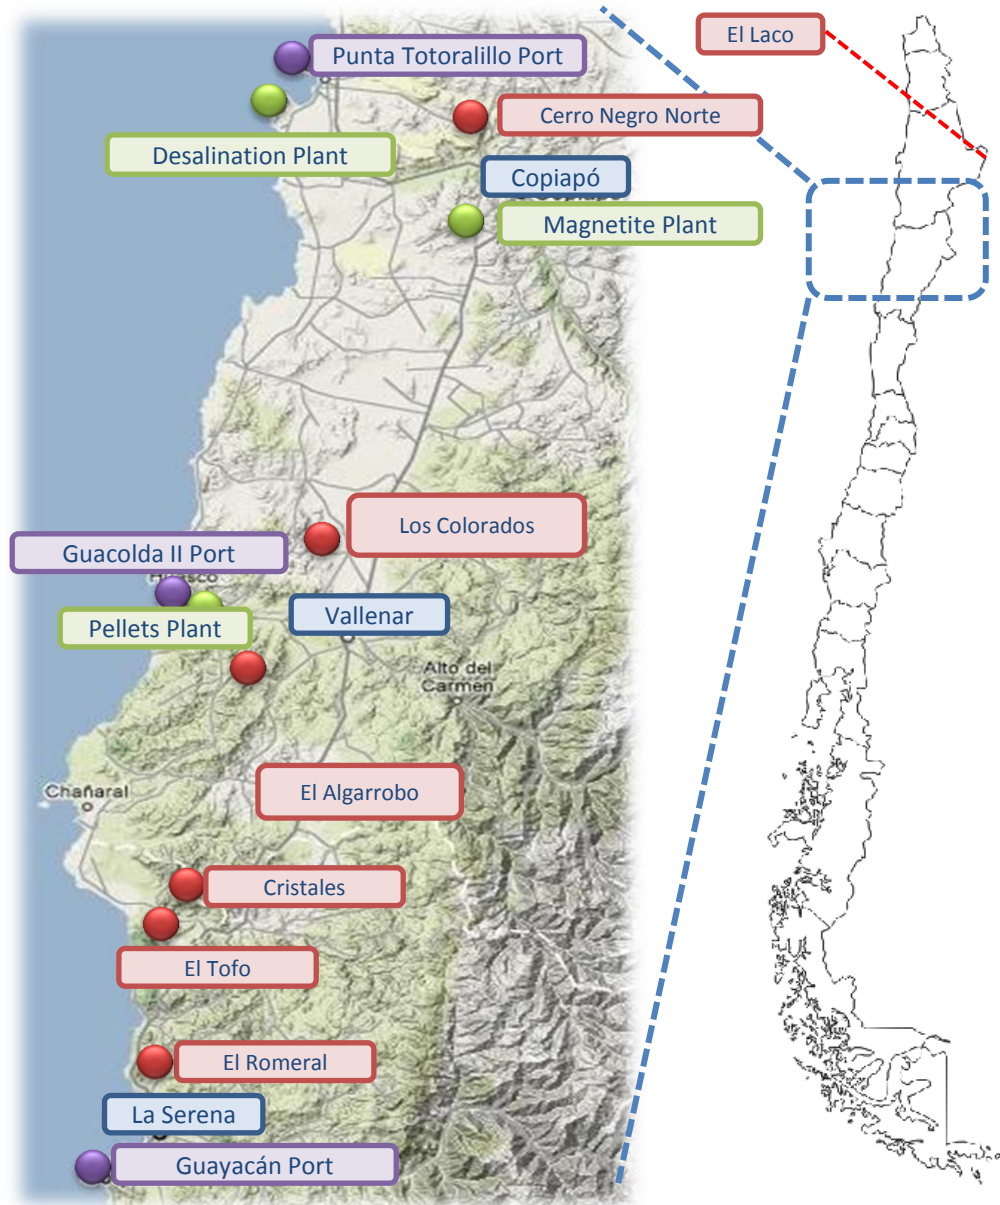 El Laco
Punta Totoralillo Port
Cerro Negro Norte
Desalination Plant
Copiapó
Magnetite Plant
Los Colorados
Guacolda II Port
Pellets Plant
Vallenar
Alto del
Carmen
El Algarrobo
Chañaral
Cristales
El Tofo
El Romeral
La Serena
Guayacán Port